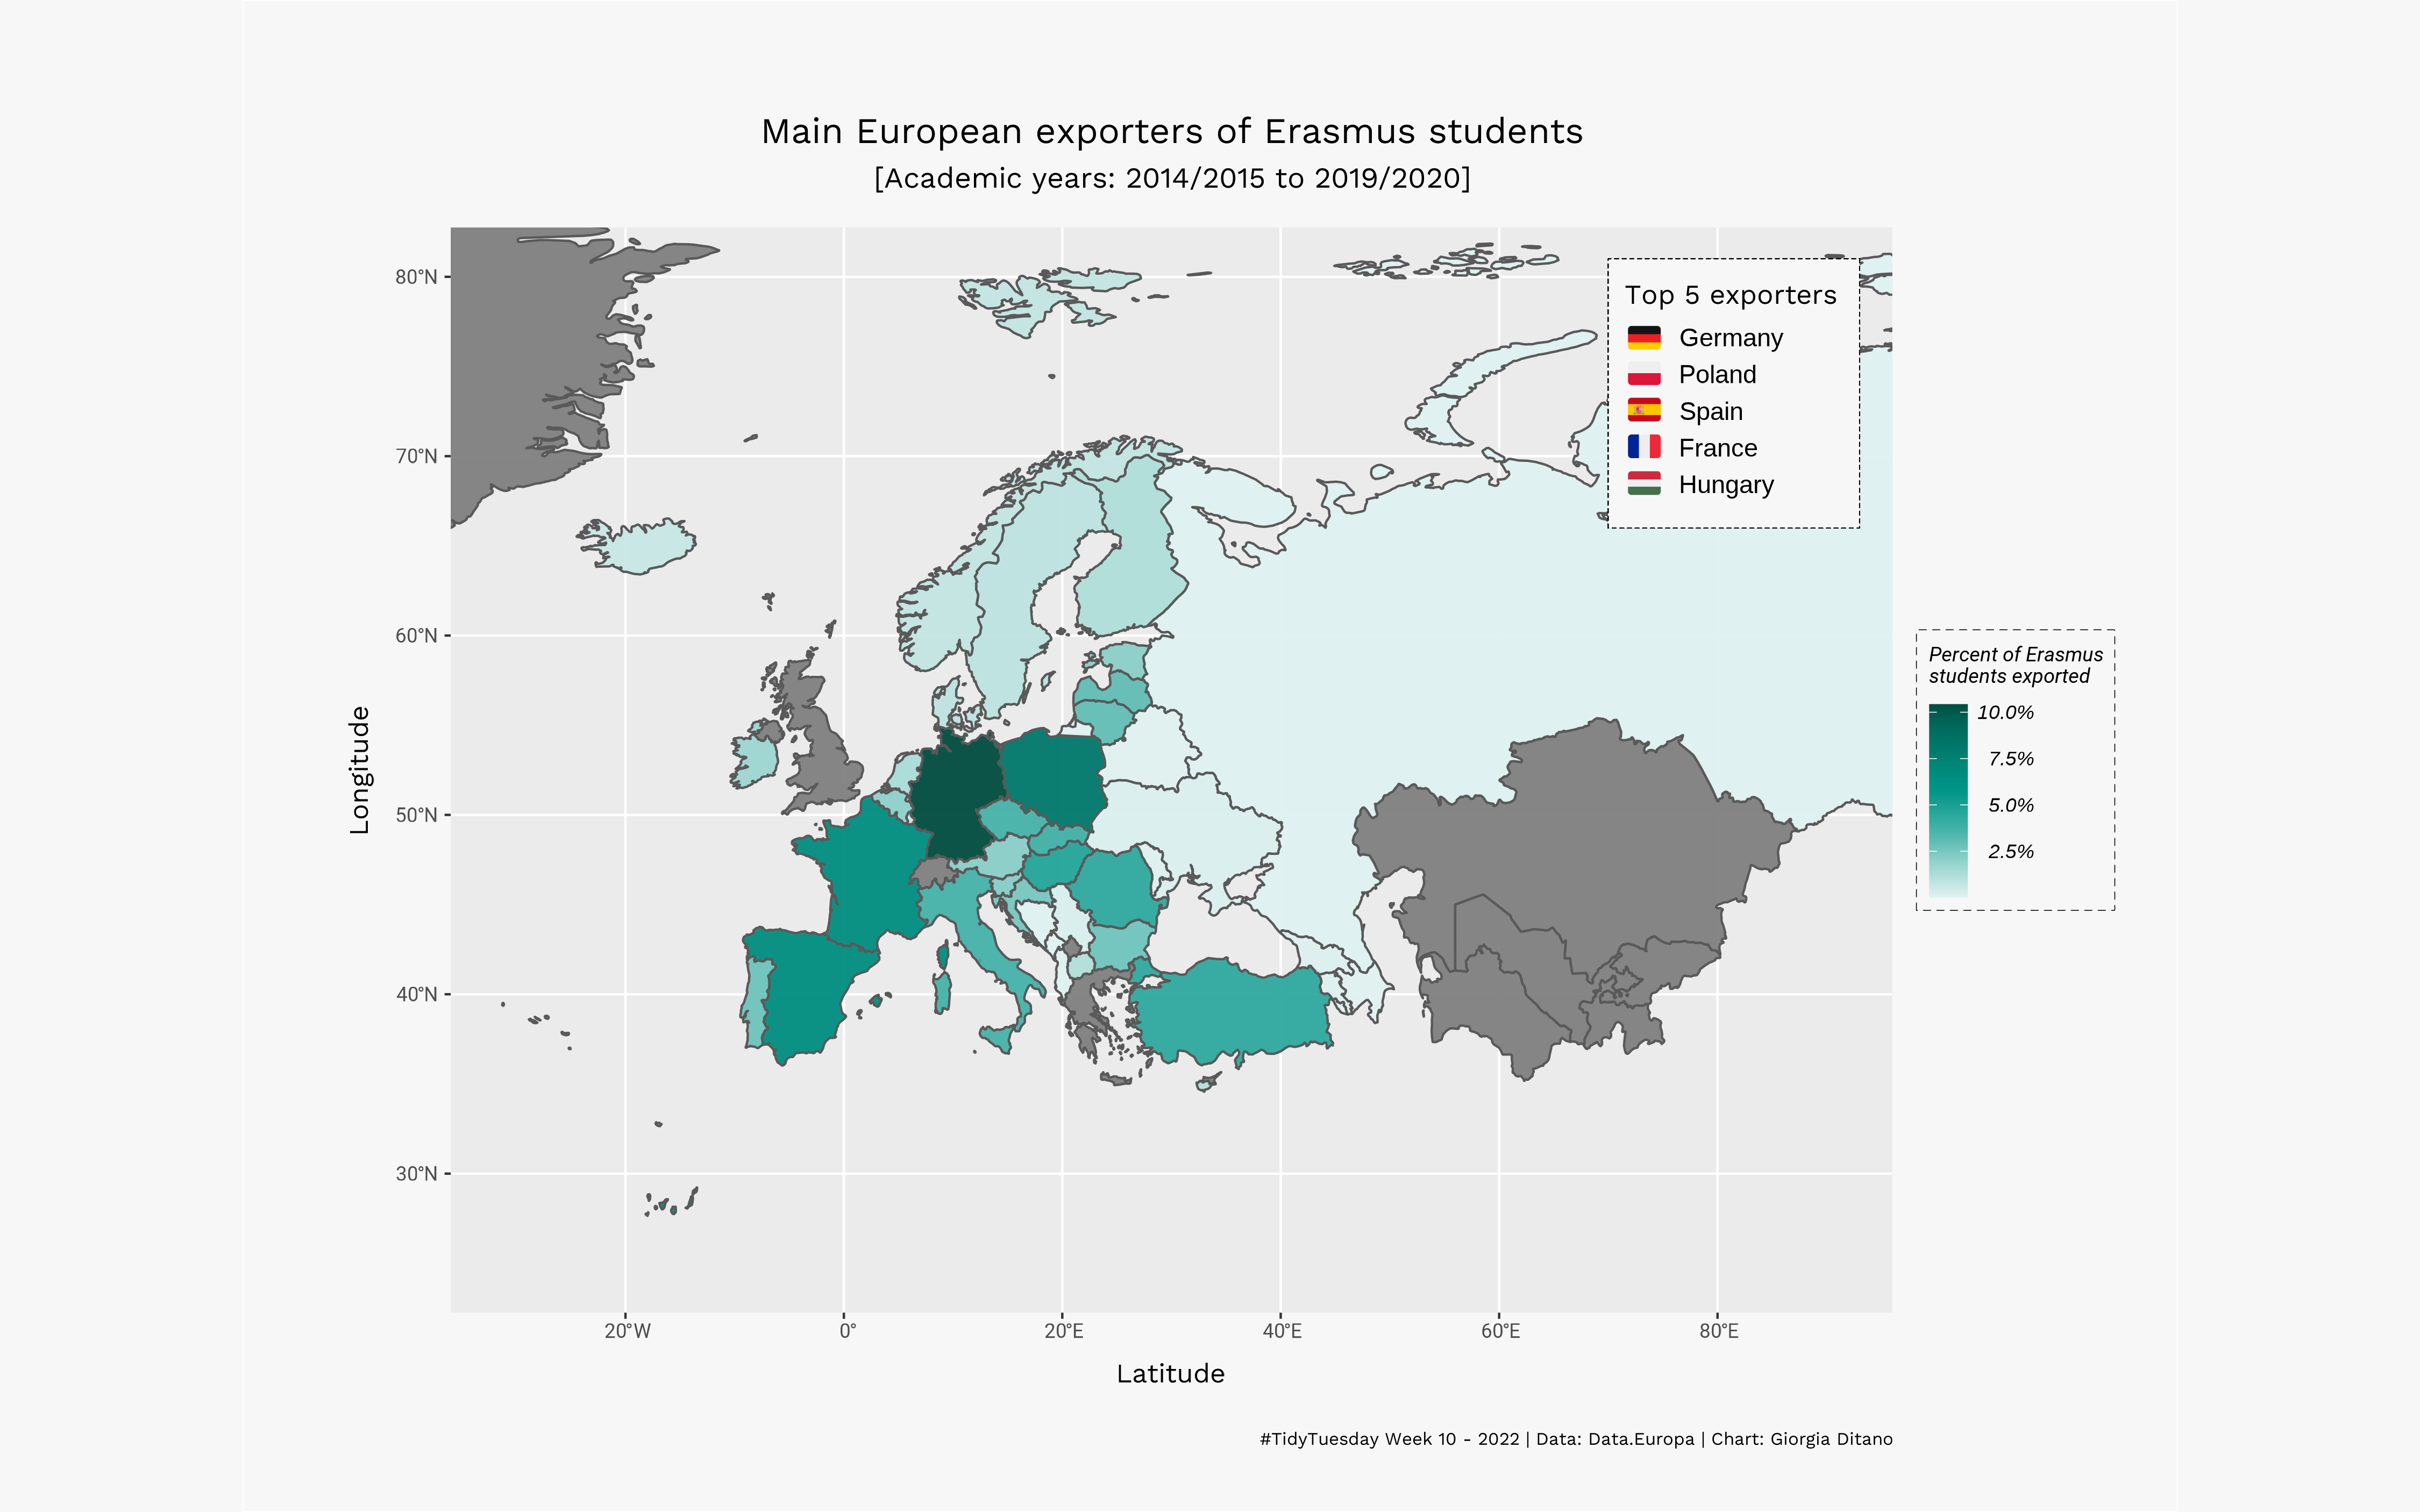 Main European exporters of Erasmus students
[Academic years: 2014/2015 to 2019/2020]
80°N
70°N
60°N
50°N
40°N
30°N
Longitude
20°W
0°
20°E
40°E
60°E
80°E
Latitude
Top 5 exporters
Germany
Poland
Spain
France
Hungary
Percent of Erasmus
students exported
10.0%
7.5%
5.0%
2.5%
#TidyTuesday Week 10 - 2022 | Data: Data.Europa | Chart: Giorgia Ditano